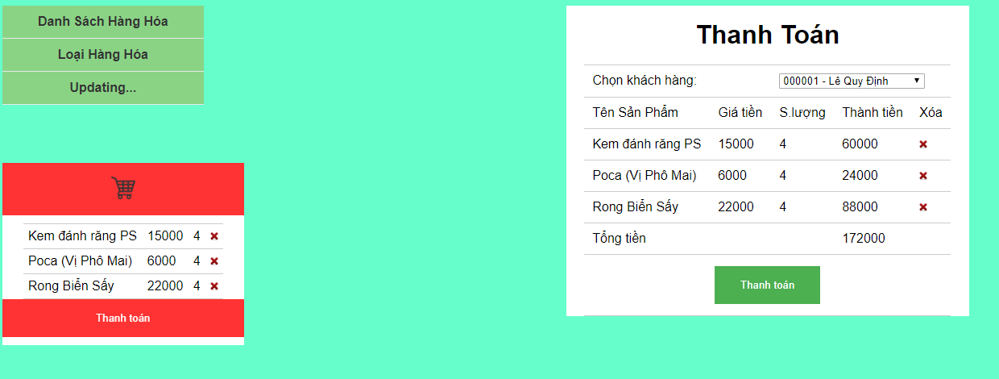 Danh Sách Hàng Hóa
Loại Hàng Hóa
Updating...
Kem đánh răng PS 15000 4
Poca (Vị Phô Mai) 6000 4
Rong Biển Sấy 22000 4
Thanh toán
Thanh Toán
Chọn khách hàng: 000001 - Lê Quy Định
Tên Sản Phẩm Giá tiền S.lượng Thành tiền Xóa
Kem đánh răng PS 15000 4 60000
Poca (Vị Phô Mai) 6000 4 24000
Rong Biển Sấy 22000 4 88000
Tổng tiền 172000
Thanh toán